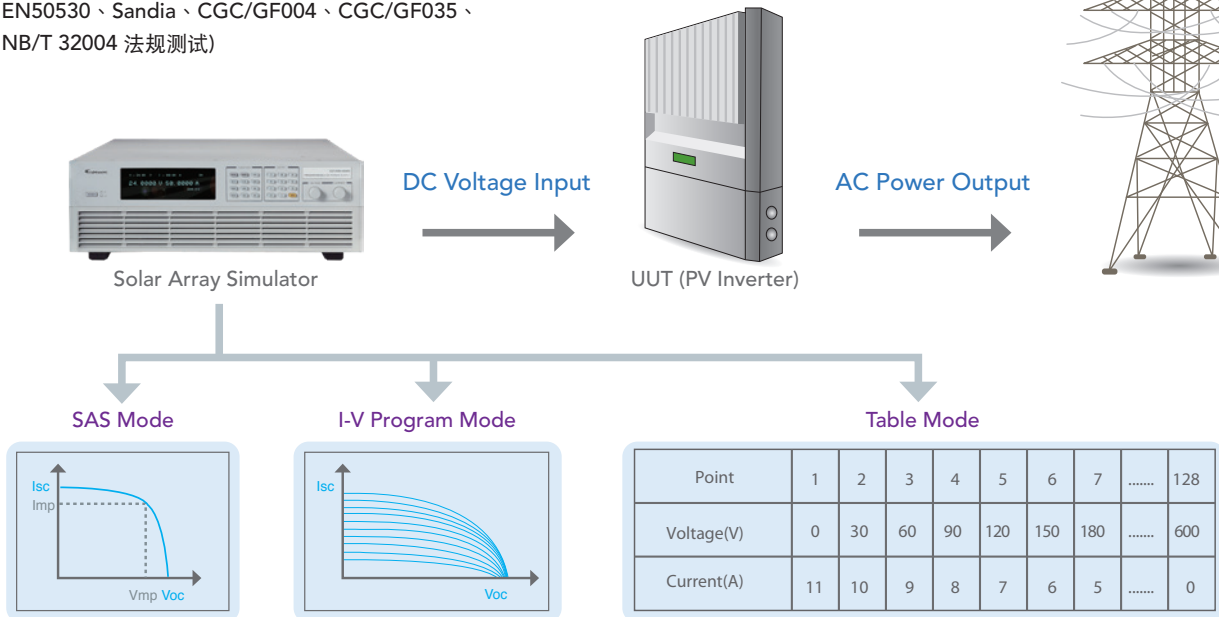 EN50530、Sandia、CGC/GF004、CGC/GF035、
NB/T 32004 法规测试)
DC Voltage Input
AC Power Output
Solar Array Simulator
UUT (PV Inverter)
SAS Mode
I-V Program Mode
Table Mode
Isc
Imp
Vmp Voc
Isc
Voc
Point 1 2 3 4 5 6 7 ....... 128
Voltage(V) 0 30 60 90 120 150 180 ....... 600
Current(A) 11 10 9 8 7 6 5 ....... 0